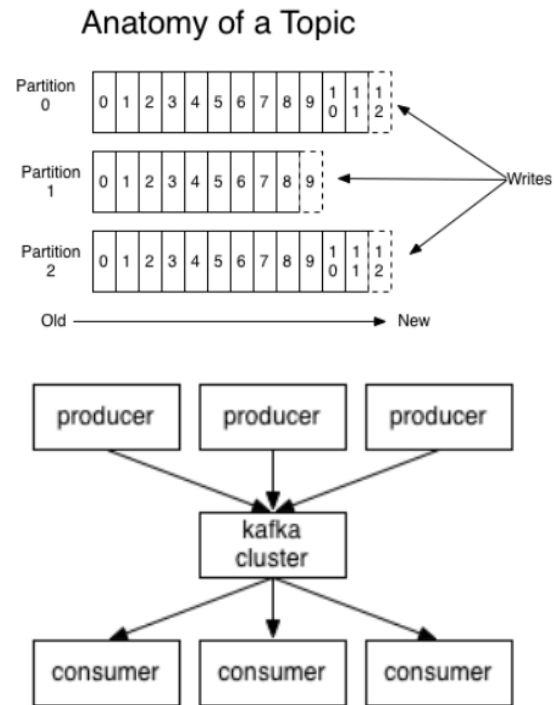 Anatomy of a Topic
Partition
0
0 1 2 3 4 5 6 7 8 9 10 11 12
Partition
1
0 1 2 3 4 5 6 7 8 9
Writes
Partition
2
0 1 2 3 4 5 6 7 8 9 10 11 12
Old New
producer producer producer
kafka
cluster
consumer consumer consumer